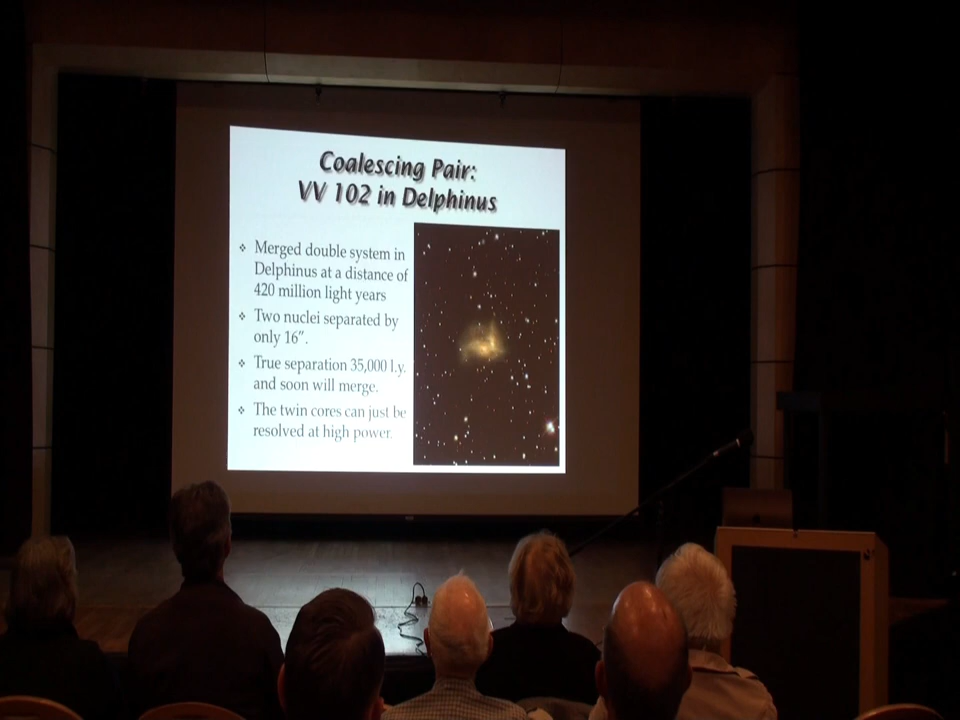 Coalescing Pair:
VV 102 in Delphinus
❖ Merged double system in
Delphinus at a distance of
420 million light years
❖ Two nuclei separated by
only 16″.
❖ True separation 35,000 l.y.
and soon will merge.
❖ The twin cores can just be
resolved at high power.